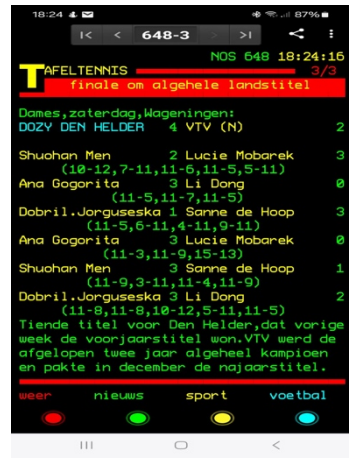 18:24 87%
|< < 648-3 > >|
NOS 648 18:24:16
TAFELTENNIS 3/3
finale om algehele landstitel
Dames,zaterdag,Wageningen:
DOZY DEN HELDER 4 VTV (N) 2
Shuohan Men 2 Lucie Mobarek 3
(10-12,7-11,11-6,11-5,5-11)
Ana Gogorita 3 Li Dong 0
(11-5,11-7,11-5)
Dobril.Jorguseska 1 Sanne de Hoop 3
(11-5,6-11,4-11,9-11)
Ana Gogorita 3 Lucie Mobarek 0
(11-3,11-9,15-13)
Shuohan Men 3 Sanne de Hoop 1
(11-9,3-11,11-4,11-9)
Dobril.Jorguseska 3 Li Dong 2
(11-8,11-8,10-12,5-11,11-5)
Tiende titel voor Den Helder,dat vorige
week de voorjaarstitel won.VTV werd de
afgelopen twee jaar algeheel kampioen
en pakte in december de najaarstitel.
weer nieuws sport voetbal